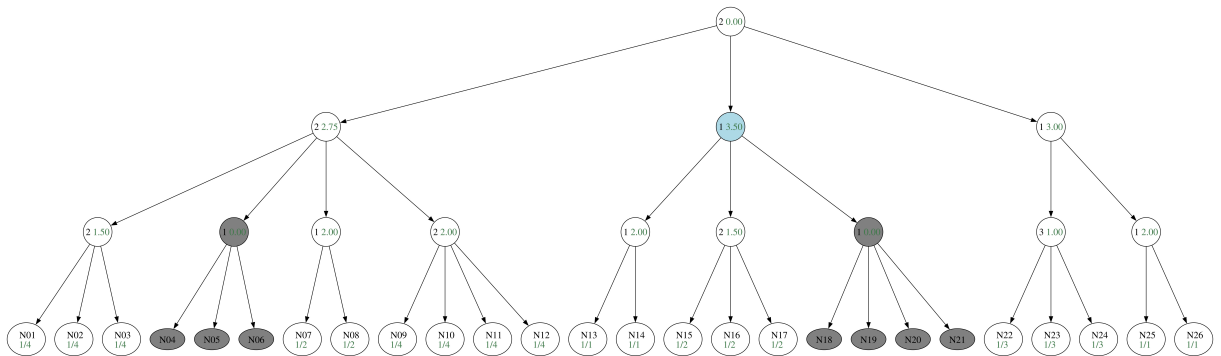 2 0.00
2 2.75
1 3.50
1 3.00
2 1.50
1 0.00
1 2.00
2 2.00
1 2.00
2 1.50
1 0.00
3 1.00
1 2.00
N01
1/4
N02
1/4
N03
1/4
N04
N05
N06
N07
1/2
N08
1/2
N09
1/4
N10
1/4
N11
1/4
N12
1/4
N13
1/1
N14
1/1
N15
1/2
N16
1/2
N17
1/2
N18
N19
N20
N21
N22
1/3
N23
1/3
N24
1/3
N25
1/1
N26
1/1